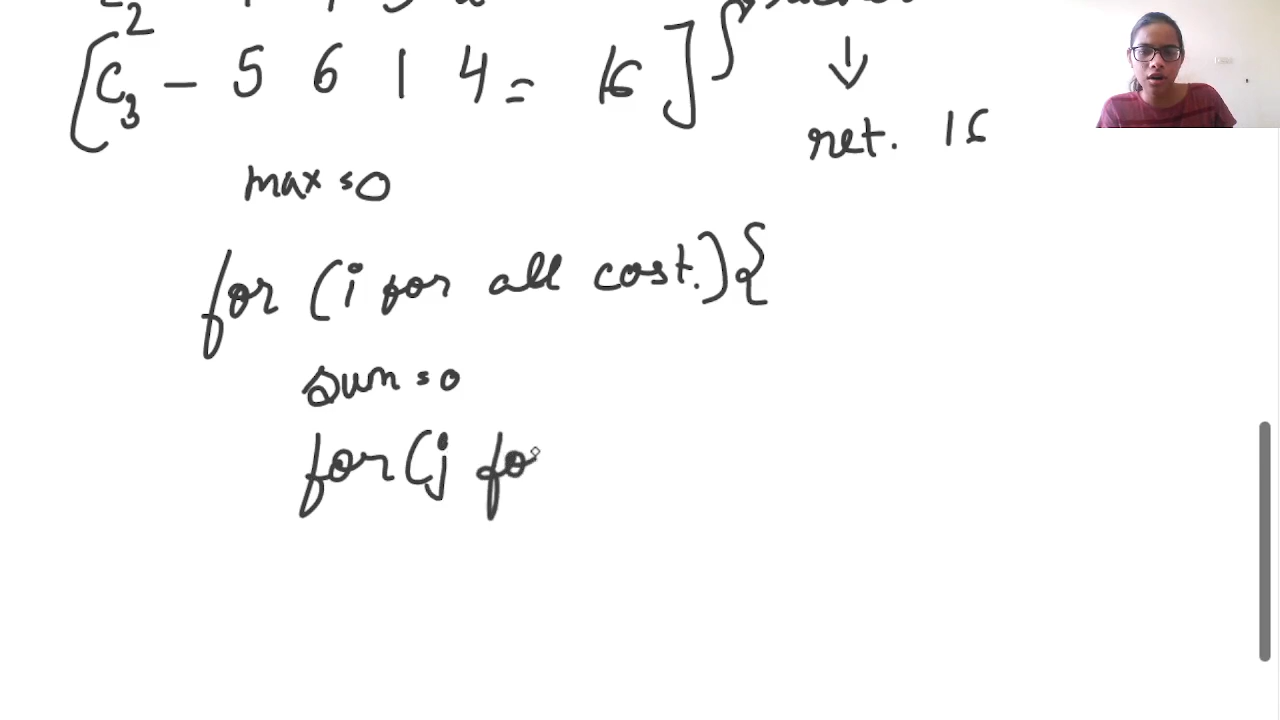 [C3 - 5 6 1 4 = 16]
ret. 16
max = 0
for (i for all cost.) {
sum = 0
for (j fo